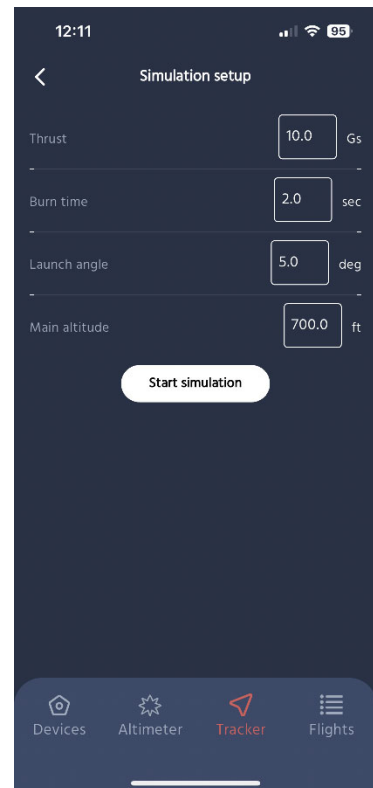 12:11 95
Simulation setup
Thrust 10.0 Gs
Burn time 2.0 sec
Launch angle 5.0 deg
Main altitude 700.0 ft
Start simulation
Devices Altimeter Tracker Flights